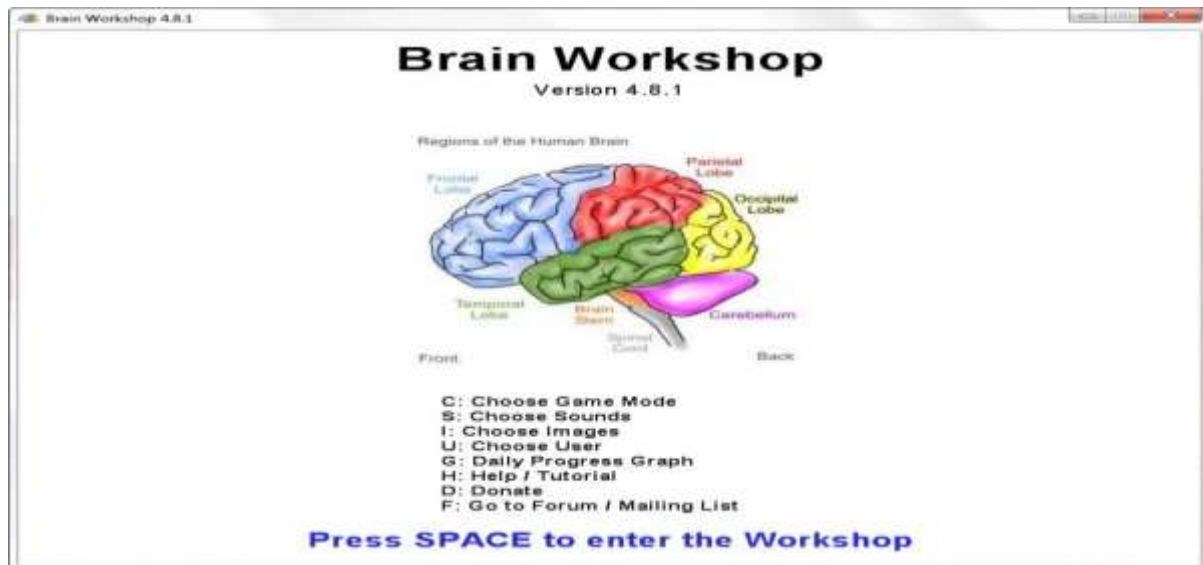 Brain Workshop 4.8.1
Brain Workshop
Version 4.8.1
Regions of the Human Brain
Parietal
Lobe
Frontal
Lobe
Occipital
Lobe
Temporal
Lobe
Brain
Stem
Cerebellum
Spinal
Cord
Front
Back
C: Choose Game Mode
S: Choose Sounds
I: Choose Images
U: Choose User
G: Daily Progress Graph
H: Help / Tutorial
D: Donate
F: Go to Forum / Mailing List
Press SPACE to enter the Workshop